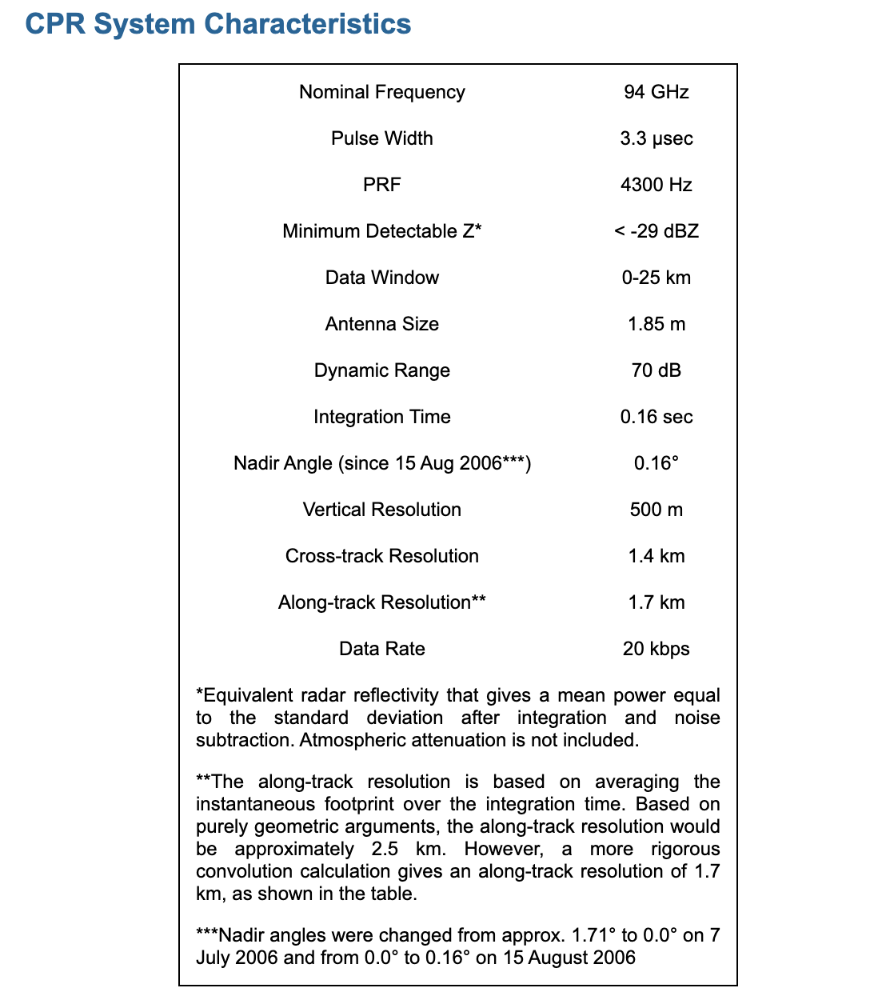 CPR System Characteristics
Nominal Frequency 94 GHz
Pulse Width 3.3 µsec
PRF 4300 Hz
Minimum Detectable Z* < -29 dBZ
Data Window 0-25 km
Antenna Size 1.85 m
Dynamic Range 70 dB
Integration Time 0.16 sec
Nadir Angle (since 15 Aug 2006***) 0.16°
Vertical Resolution 500 m
Cross-track Resolution 1.4 km
Along-track Resolution** 1.7 km
Data Rate 20 kbps
*Equivalent radar reflectivity that gives a mean power equal
to the standard deviation after integration and noise
subtraction. Atmospheric attenuation is not included.
**The along-track resolution is based on averaging the
instantaneous footprint over the integration time. Based on
purely geometric arguments, the along-track resolution would
be approximately 2.5 km. However, a more rigorous
convolution calculation gives an along-track resolution of 1.7
km, as shown in the table.
***Nadir angles were changed from approx. 1.71° to 0.0° on 7
July 2006 and from 0.0° to 0.16° on 15 August 2006